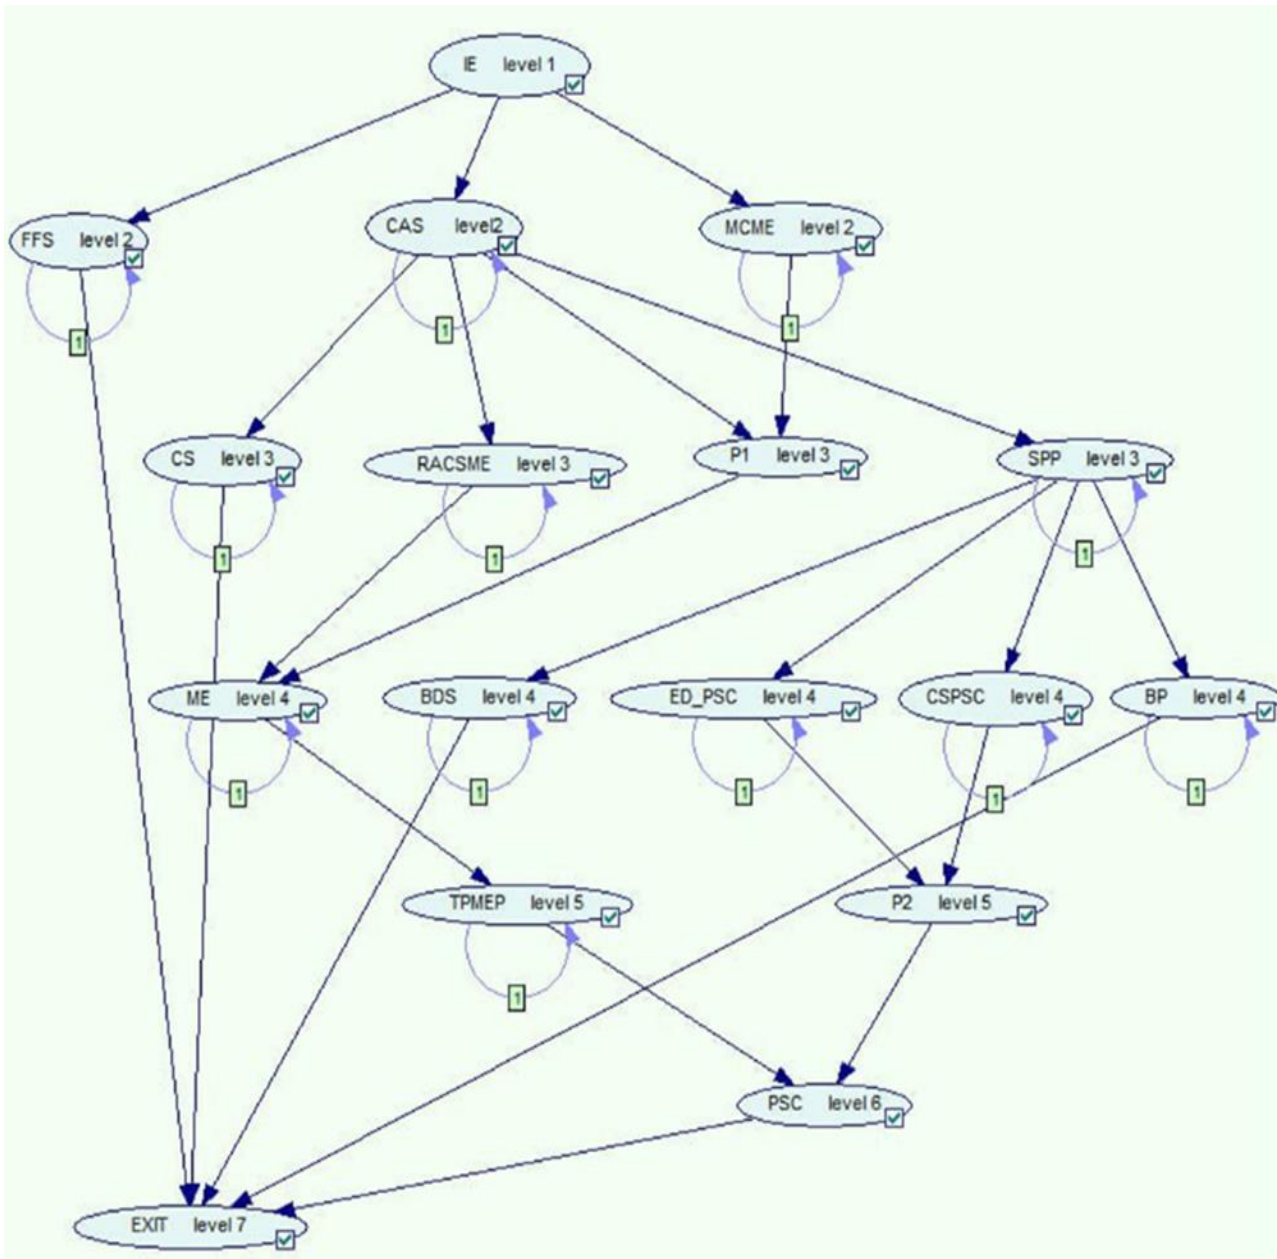 IE level 1
FFS level 2
CAS level2
MCME level 2
1
1
1
CS level 3
RACSME level 3
P1 level 3
SPP level 3
1
1
1
ME level 4
BDS level 4
ED_PSC level 4
CSPSC level 4
BP level 4
1
1
1
1
1
TPMEP level 5
P2 level 5
1
PSC level 6
EXIT level 7